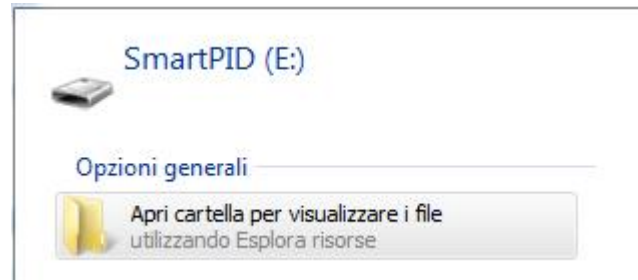 SmartPID (E:)
Opzioni generali
Apri cartella per visualizzare i file
utilizzando Esplora risorse